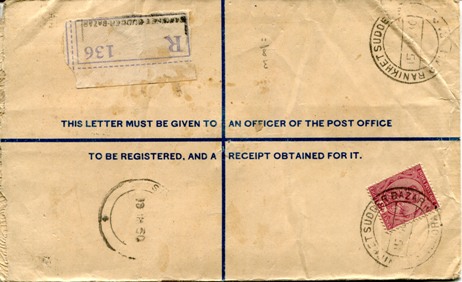 RANIKHET SUDDER-BAZAR
R
136
RANIKHET SUDDER
THIS LETTER MUST BE GIVEN TO AN OFFICER OF THE POST OFFICE
TO BE REGISTERED, AND A RECEIPT OBTAINED FOR IT.
SUDDER BAZAR